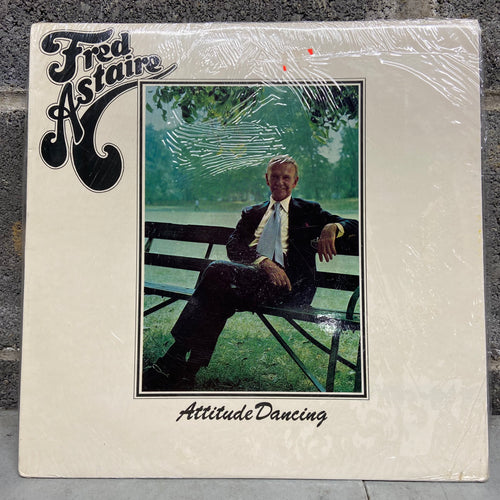 Fred
Astaire
Attitude Dancing